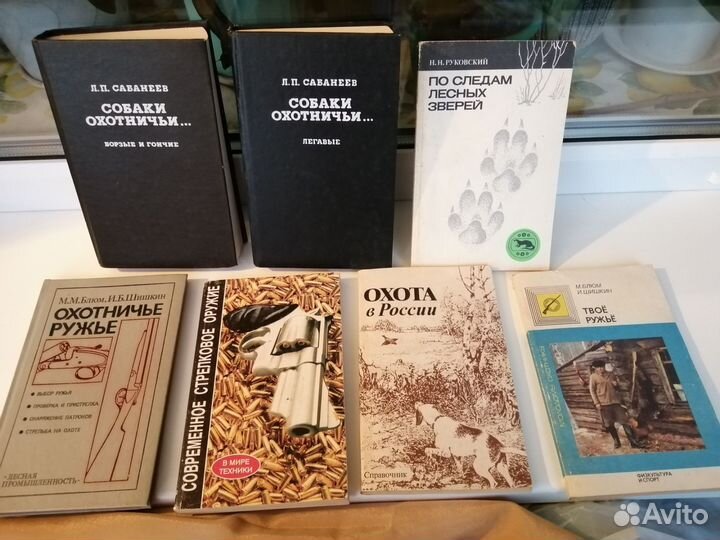 Л.П. САБАНЕЕВ
СОБАКИ
ОХОТНИЧЬИ...
БОРЗЫЕ И ГОНЧИЕ
Л.П. САБАНЕЕВ
СОБАКИ
ОХОТНИЧЬИ...
ЛЕГАВЫЕ
Н. Н. РУКОВСКИЙ
ПО СЛЕДАМ
ЛЕСНЫХ
ЗВЕРЕЙ
М.М.БЛЮМ, И.Б.ШИШКИН
ОХОТНИЧЬЕ
РУЖЬЕ
ВЫБОР РУЖЬЯ
ПРОВЕРКА И ПРИСТРЕЛКА
СНАРЯЖЕНИЕ ПАТРОНОВ
СТРЕЛЬБА НА ОХОТЕ
"ЛЕСНАЯ
ПРОМЫШЛЕННОСТЬ"
СОВРЕМЕННОЕ СТРЕЛКОВОЕ ОРУЖИЕ
В МИРЕ
ТЕХНИКИ
ОХОТА
в России
Справочник
М.БЛЮМ
И.ШИШКИН
ТВОЁ
РУЖЬЁ
ФИЗКУЛЬТУРА
И СПОРТ
Avito